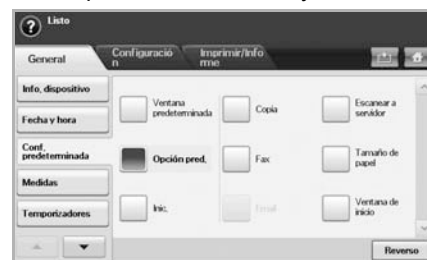 Listo
General
Configuració
n
Imprimir/Info
rme
Info. dispositivo
Fecha y hora
Conf.
predeterminada
Medidas
Temporizadores
Ventana
predeterminada
Opción pred.
Inic.
Copia
Fax
Email
Escanear a
servidor
Tamaño de
papel
Ventana de
inicio
Reverso